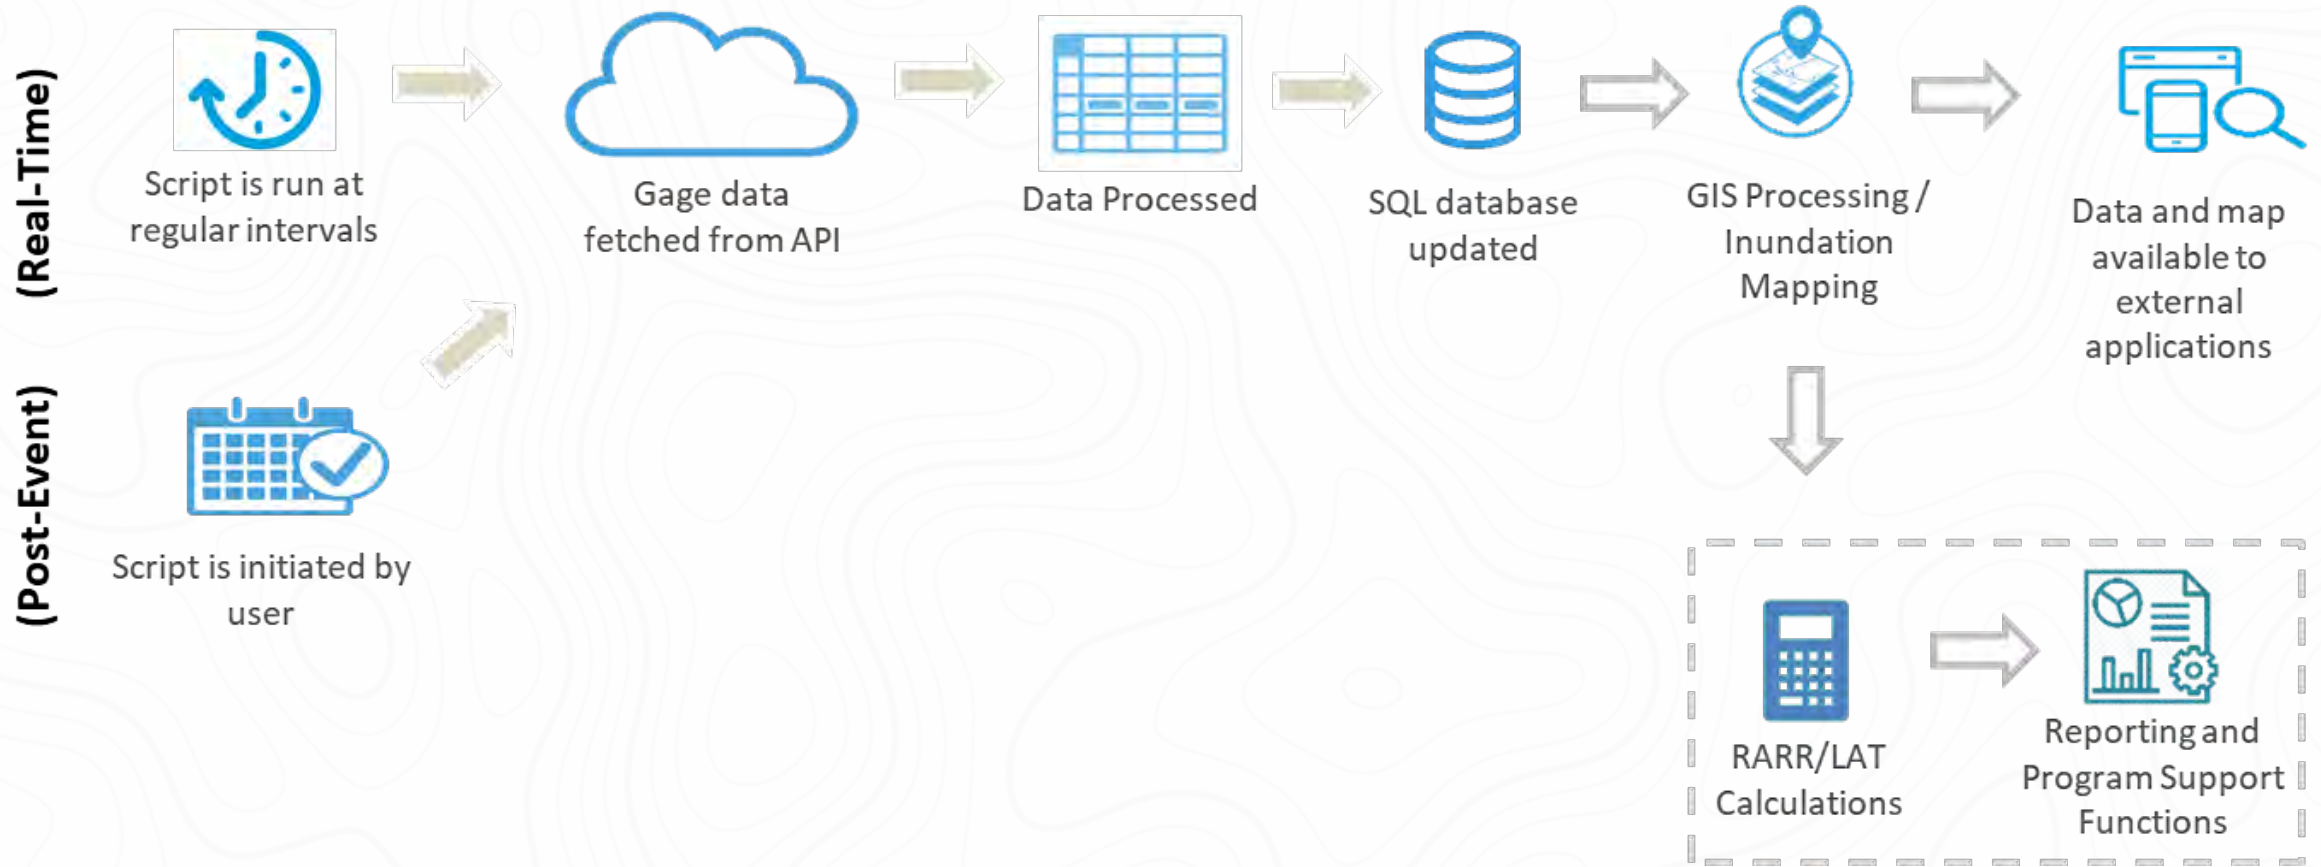 (Real-Time)
Script is run at
regular intervals
Gage data
fetched from API
Data Processed
SQL database
updated
GIS Processing /
Inundation
Mapping
Data and map
available to
external
applications
(Post-Event)
Script is initiated by
user
RARR/LAT
Calculations
Reporting and
Program Support
Functions